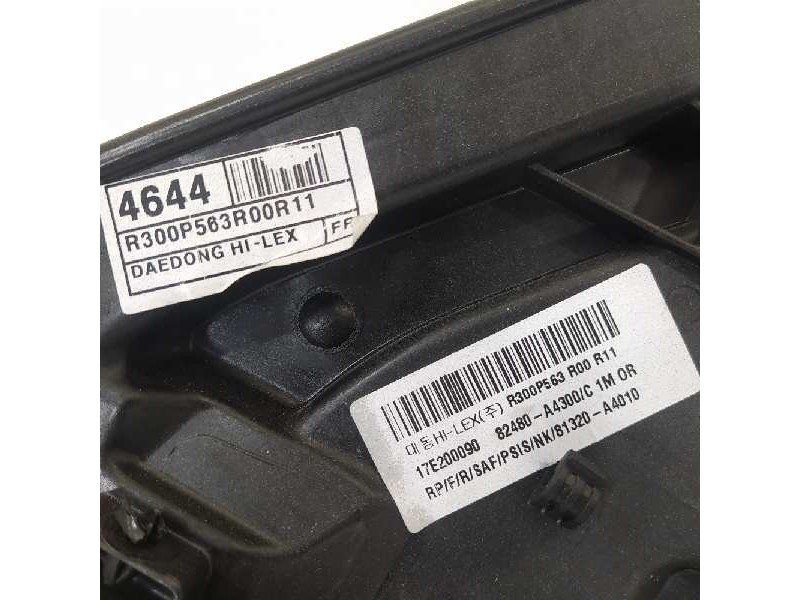 4644
R300P563R00R11
DAEDONG HI-LEX
FF
대동HI-LEX(주) R300P563 R00 R11
17E200090 82480-A4300/C 1M OR
RP/F/R/SAF/PSIS/NK/81320-A4010